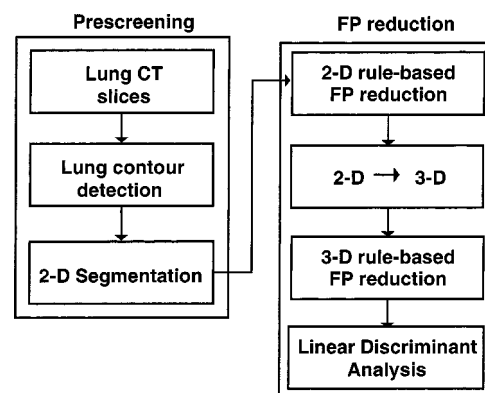 Prescreening
Lung CT
slices
Lung contour
detection
2-D Segmentation
FP reduction
2-D rule-based
FP reduction
2-D → 3-D
3-D rule-based
FP reduction
Linear Discriminant
Analysis